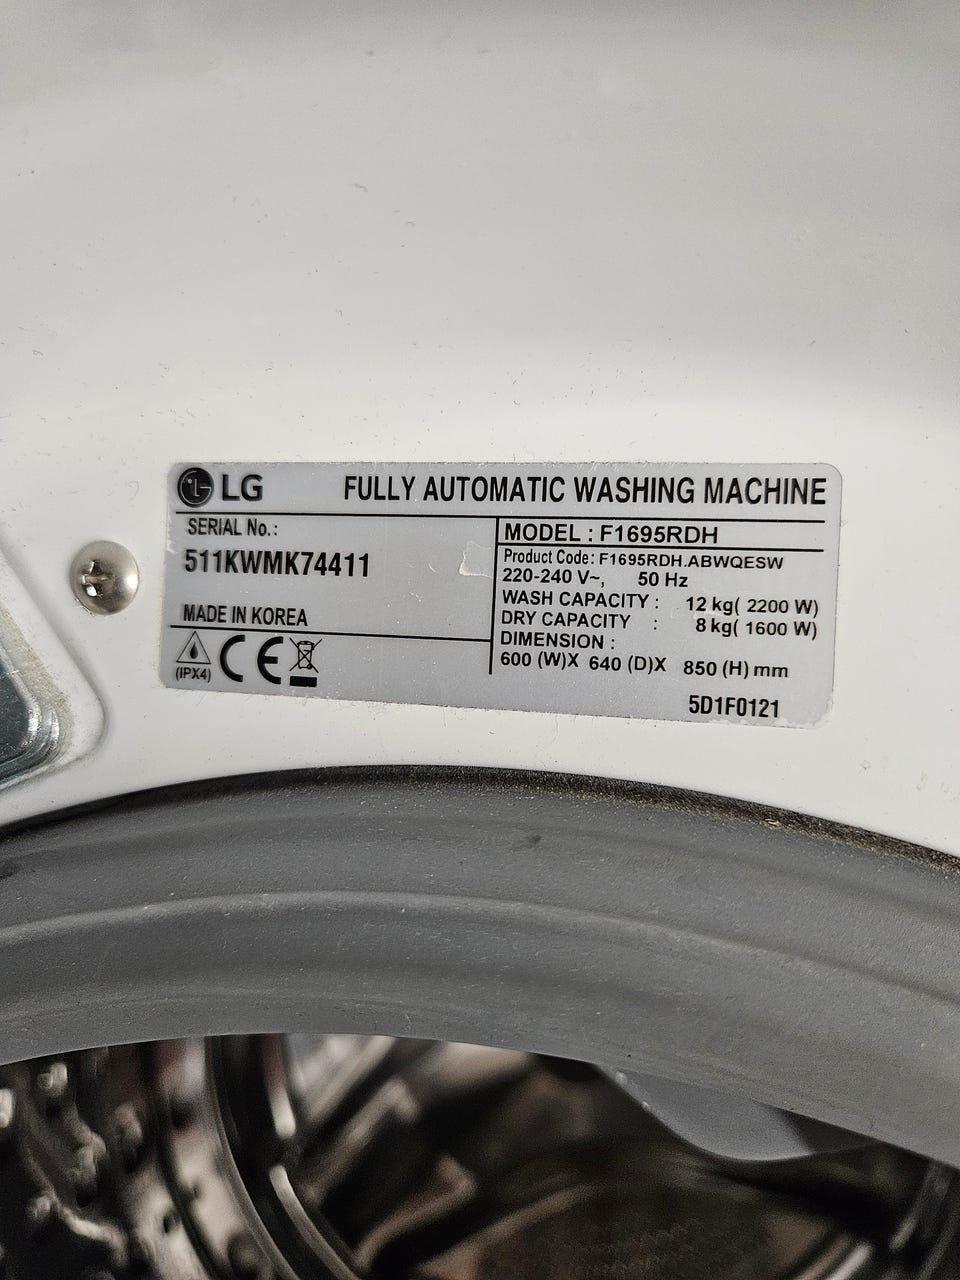 LG FULLY AUTOMATIC WASHING MACHINE
SERIAL No.:
511KWMK74411
MADE IN KOREA
(IPX4) CE
MODEL : F1695RDH
Product Code: F1695RDH.ABWQESW
220-240 V~, 50 Hz
WASH CAPACITY : 12 kg( 2200 W)
DRY CAPACITY : 8 kg( 1600 W)
DIMENSION :
600 (W)X 640 (D)X 850 (H) mm
5D1F0121